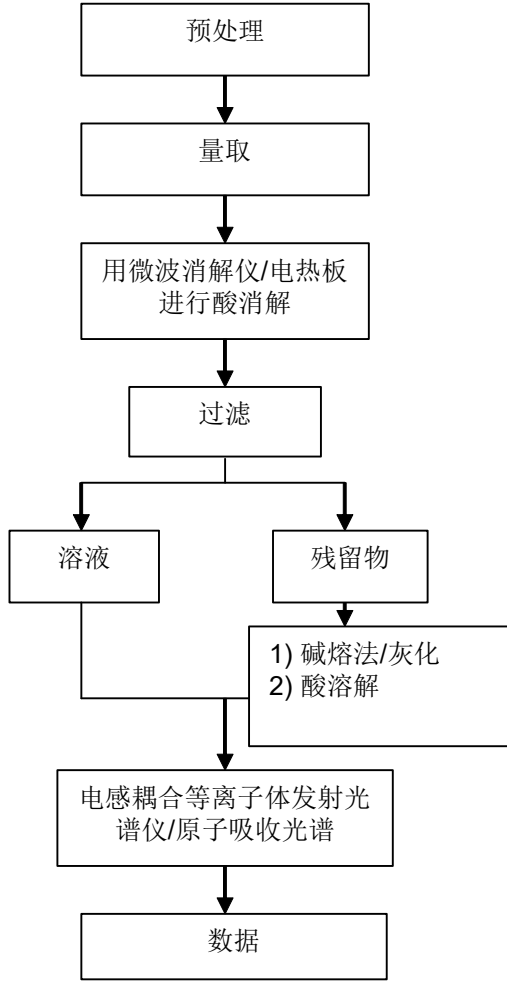 预处理
量取
用微波消解仪/电热板
进行酸消解
过滤
溶液
残留物
1) 碱熔法/灰化
2) 酸溶解
电感耦合等离子体发射光
谱仪/原子吸收光谱
数据